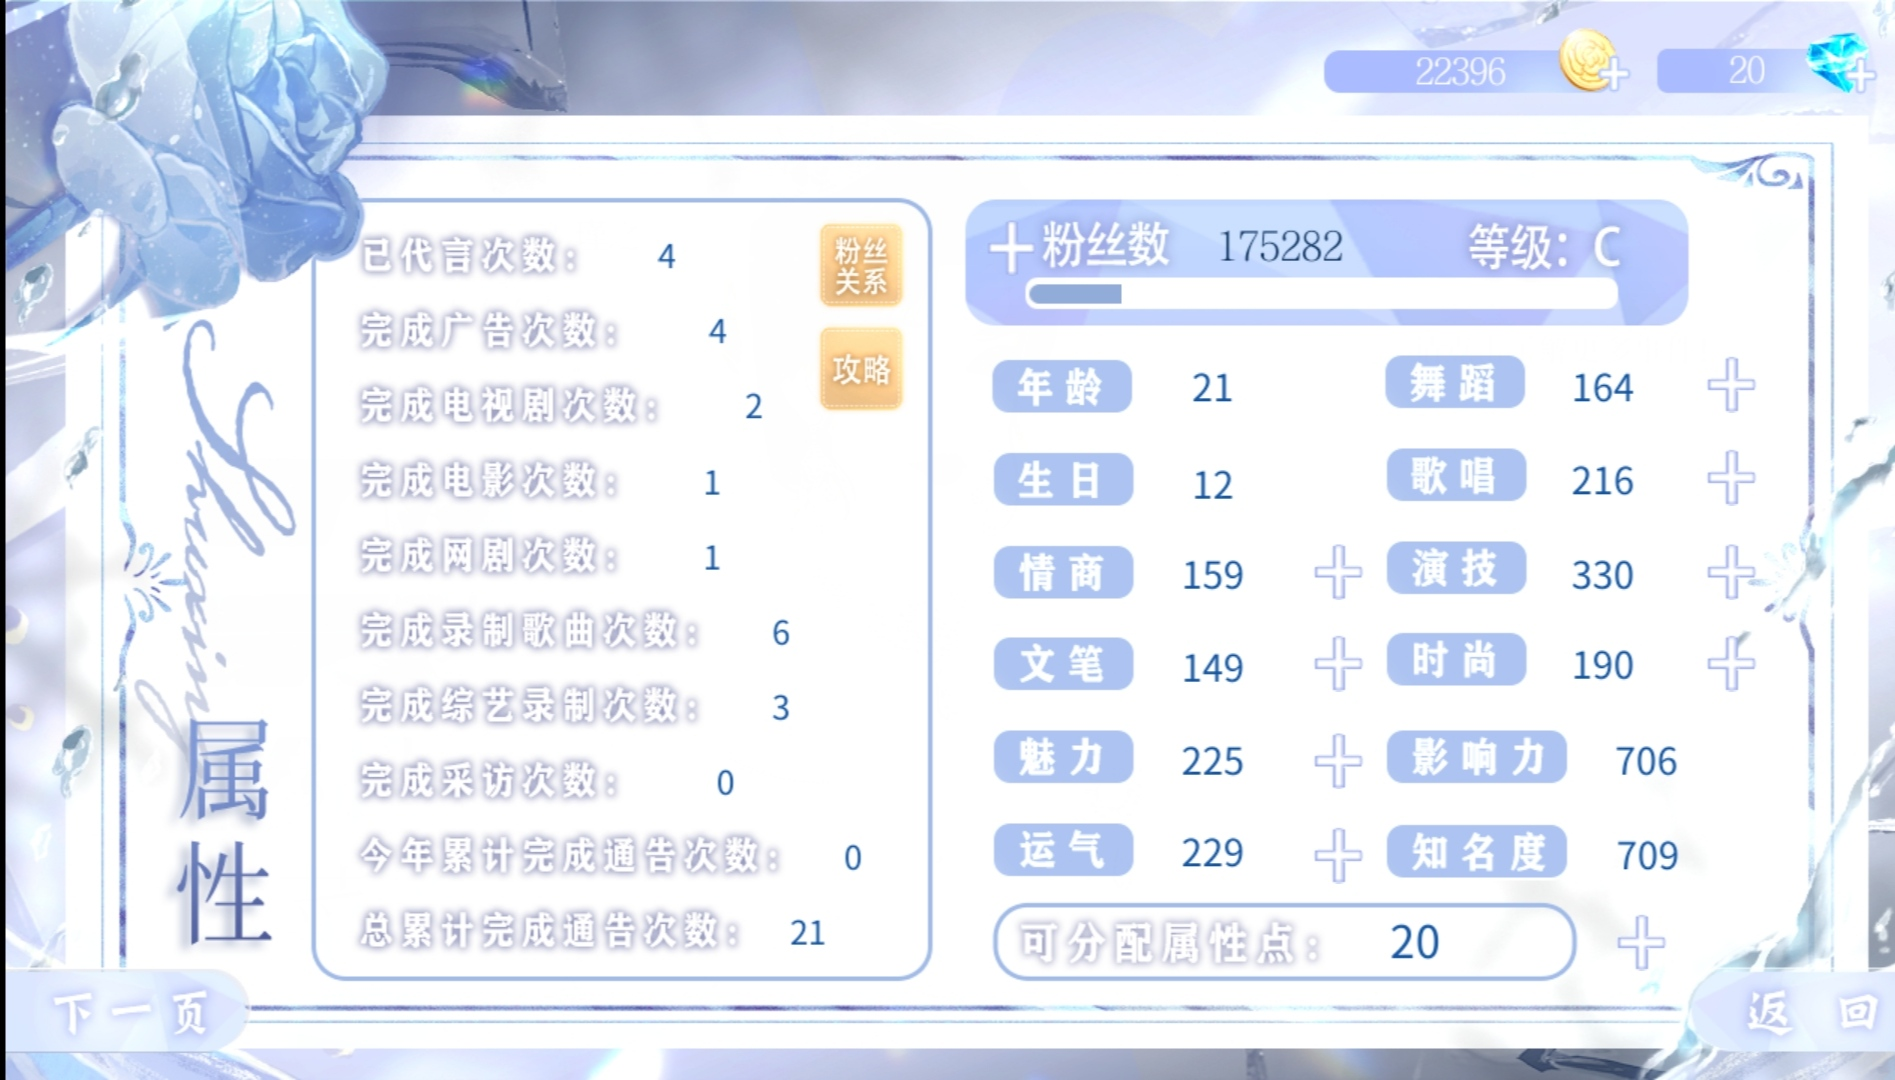 22396
20
已代言次数： 4
完成广告次数： 4
完成电视剧次数： 2
完成电影次数： 1
完成网剧次数： 1
完成录制歌曲次数： 6
完成综艺录制次数： 3
完成采访次数： 0
今年累计完成通告次数： 0
总累计完成通告次数： 21
粉丝
关系
攻略
粉丝数 175282 等级：C
年龄 21 舞蹈 164
生日 12 歌唱 216
情商 159 演技 330
文笔 149 时尚 190
魅力 225 影响力 706
运气 229 知名度 709
可分配属性点： 20
Shuxing
属性
下一页
返回